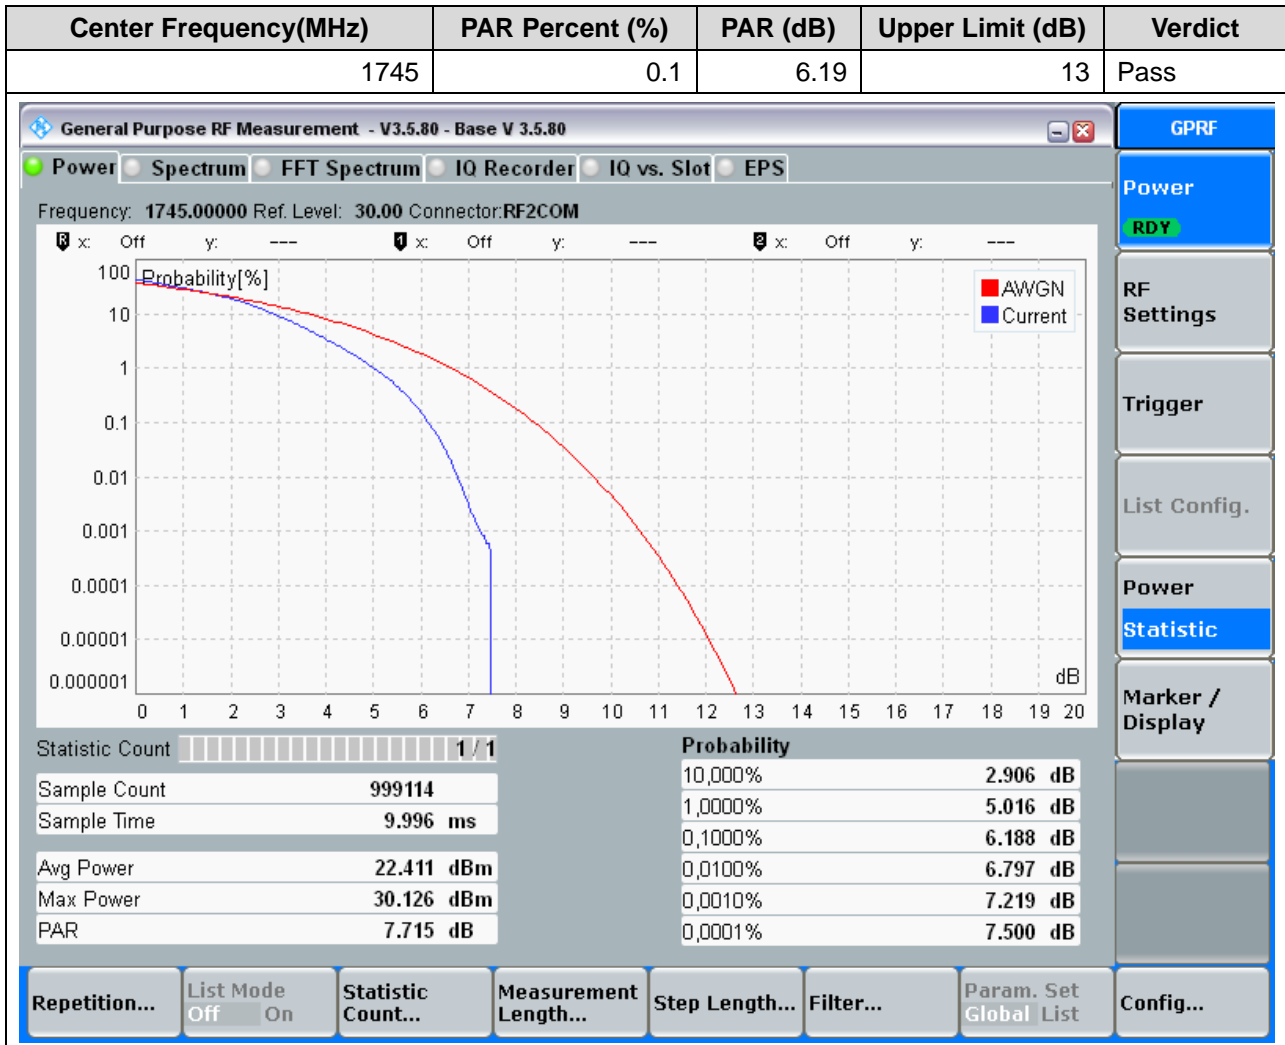 Center Frequency(MHz) PAR Percent (%) PAR (dB) Upper Limit (dB) Verdict
1745 0.1 6.19 13 Pass
General Purpose RF Measurement - V3.5.80 - Base V 3.5.80
GPRF
Power Spectrum FFT Spectrum IQ Recorder IQ vs. Slot EPS
Frequency: 1745.00000 Ref. Level: 30.00 Connector:RF2COM
R x: Off y: --- 1 x: Off y: --- 2 x: Off y: ---
Probability[%]
AWGN
Current
100
10
1
0.1
0.01
0.001
0.0001
0.00001
0.000001
dB
0 1 2 3 4 5 6 7 8 9 10 11 12 13 14 15 16 17 18 19 20
Statistic Count 1 / 1
Sample Count 999114
Sample Time 9.996 ms
Avg Power 22.411 dBm
Max Power 30.126 dBm
PAR 7.715 dB
Probability
10,000% 2.906 dB
1,0000% 5.016 dB
0,1000% 6.188 dB
0,0100% 6.797 dB
0,0010% 7.219 dB
0,0001% 7.500 dB
Power
RDY
RF
Settings
Trigger
List Config.
Power
Statistic
Marker /
Display
Repetition...
List Mode
Off On
Statistic
Count...
Measurement
Length...
Step Length...
Filter...
Param. Set
Global List
Config...